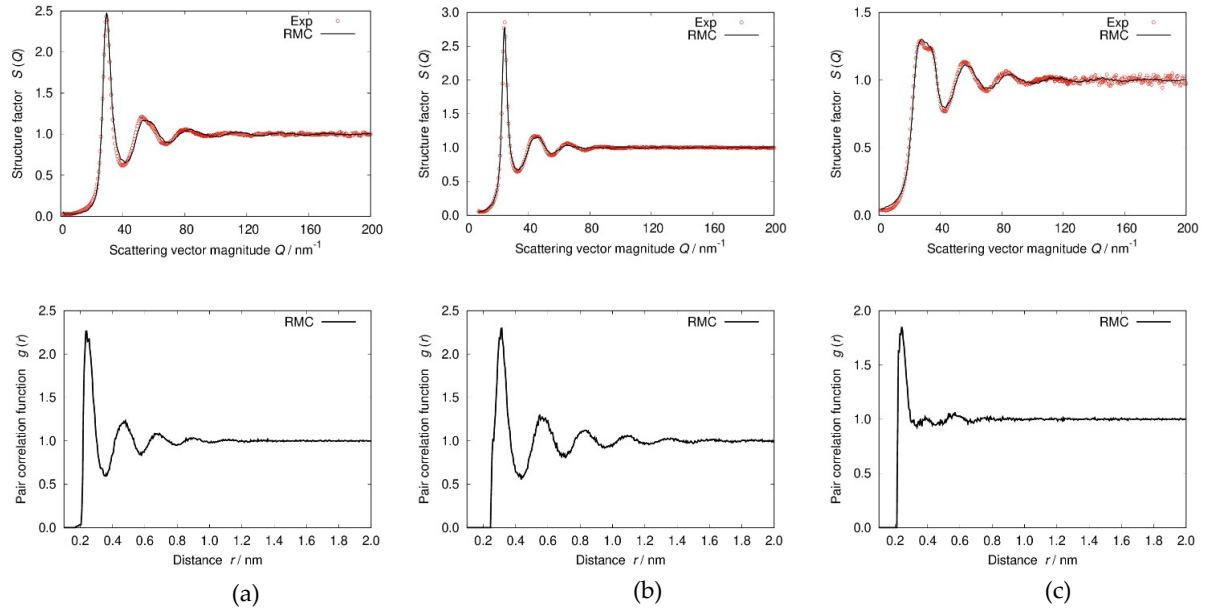 Exp
RMC
Structure factor S (Q)
2.5
2.0
1.5
1.0
0.5
0.0
0 40 80 120 160 200
Scattering vector magnitude Q / nm-1
Exp
RMC
Structure factor S (Q)
3.0
2.5
2.0
1.5
1.0
0.5
0.0
0 40 80 120 160 200
Scattering vector magnitude Q / nm-1
Exp
RMC
Structure factor S (Q)
1.5
1.0
0.5
0.0
0 40 80 120 160 200
Scattering vector magnitude Q / nm-1
RMC
Pair correlation function g (r)
2.5
2.0
1.5
1.0
0.5
0.0
0.2 0.4 0.6 0.8 1.0 1.2 1.4 1.6 1.8 2.0
Distance r / nm
(a)
RMC
Pair correlation function g (r)
2.5
2.0
1.5
1.0
0.5
0.0
0.2 0.4 0.6 0.8 1.0 1.2 1.4 1.6 1.8 2.0
Distance r / nm
(b)
RMC
Pair correlation function g (r)
2.0
1.5
1.0
0.5
0.0
0.2 0.4 0.6 0.8 1.0 1.2 1.4 1.6 1.8 2.0
Distance r / nm
(c)